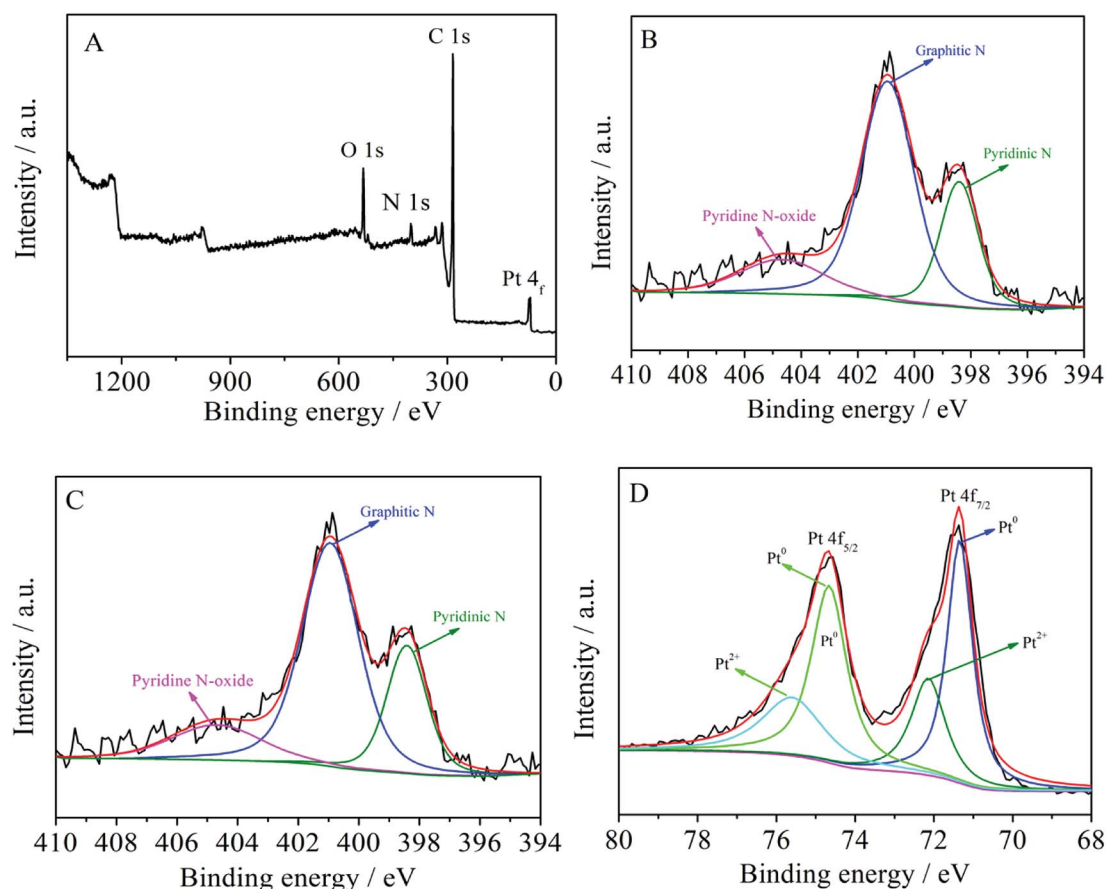 A
C 1s
O 1s
N 1s
Pt 4f
Intensity / a.u.
1200 600 300 0
Binding energy / eV
B
Graphitic N
Pyridinic N
Pyridine N-oxide
Intensity / a.u.
410 408 406 404 402 400 398 396 394
Binding energy / eV
C
Graphitic N
Pyridinic N
Pyridine N-oxide
Intensity / a.u.
410 408 406 404 402 400 398 396 394
Binding energy / eV
D
Pt 4f7/2
Pt0
Pt 4f5/2
Pt0
Pt2+
Pt0
Pt2+
Intensity / a.u.
80 78 76 74 72 70 68
Binding energy / eV